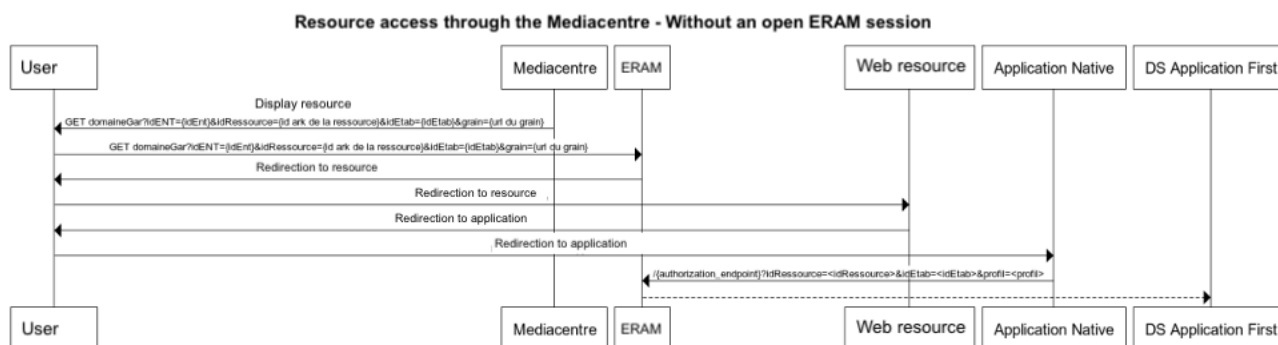 Resource access through the Mediacentre - Without an open ERAM session
User
Mediacentre
ERAM
Web resource
Application Native
DS Application First
Display resource
GET domaineGar?idENT={idEnt}&idRessource={id ark de la ressource}&idEtab={idEtab}&grain={url du grain}
GET domaineGar?idENT={idEnt}&idRessource={id ark de la ressource}&idEtab={idEtab}&grain={url du grain}
Redirection to resource
Redirection to resource
Redirection to application
Redirection to application
/{authorization_endpoint}?idRessource=<idRessource>&idEtab=<idEtab>&profil=<profil>
User
Mediacentre
ERAM
Web resource
Application Native
DS Application First